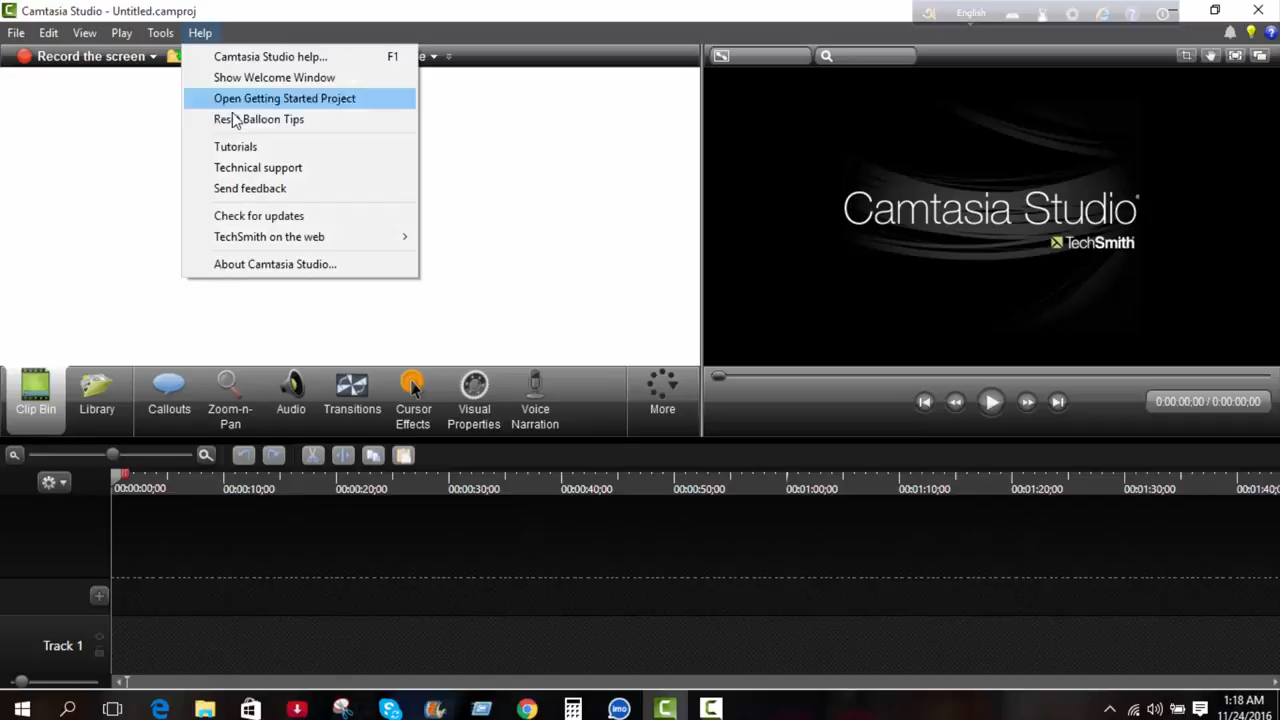 Camtasia Studio - Untitled.camproj
English
File Edit View Play Tools Help
Record the screen
Camtasia Studio help... F1
Show Welcome Window
Open Getting Started Project
Balloon Tips
Tutorials
Technical support
Send feedback
Check for updates
TechSmith on the web
About Camtasia Studio...
Camtasia Studio
TechSmith
Clip Bin
Library
Callouts
Zoom-n-
Pan
Audio
Transitions
Cursor
Effects
Visual
Properties
Voice
Narration
More
0:00:00;00 / 0:00:00;00
00:00:00;00 00:00:10;00 00:00:20;00 00:00:30;00 00:00:40;00 00:00:50;00 00:01:00;00 00:01:10;00 00:01:20;00 00:01:30;00
Track 1
imo
1:18 AM
11/24/2016